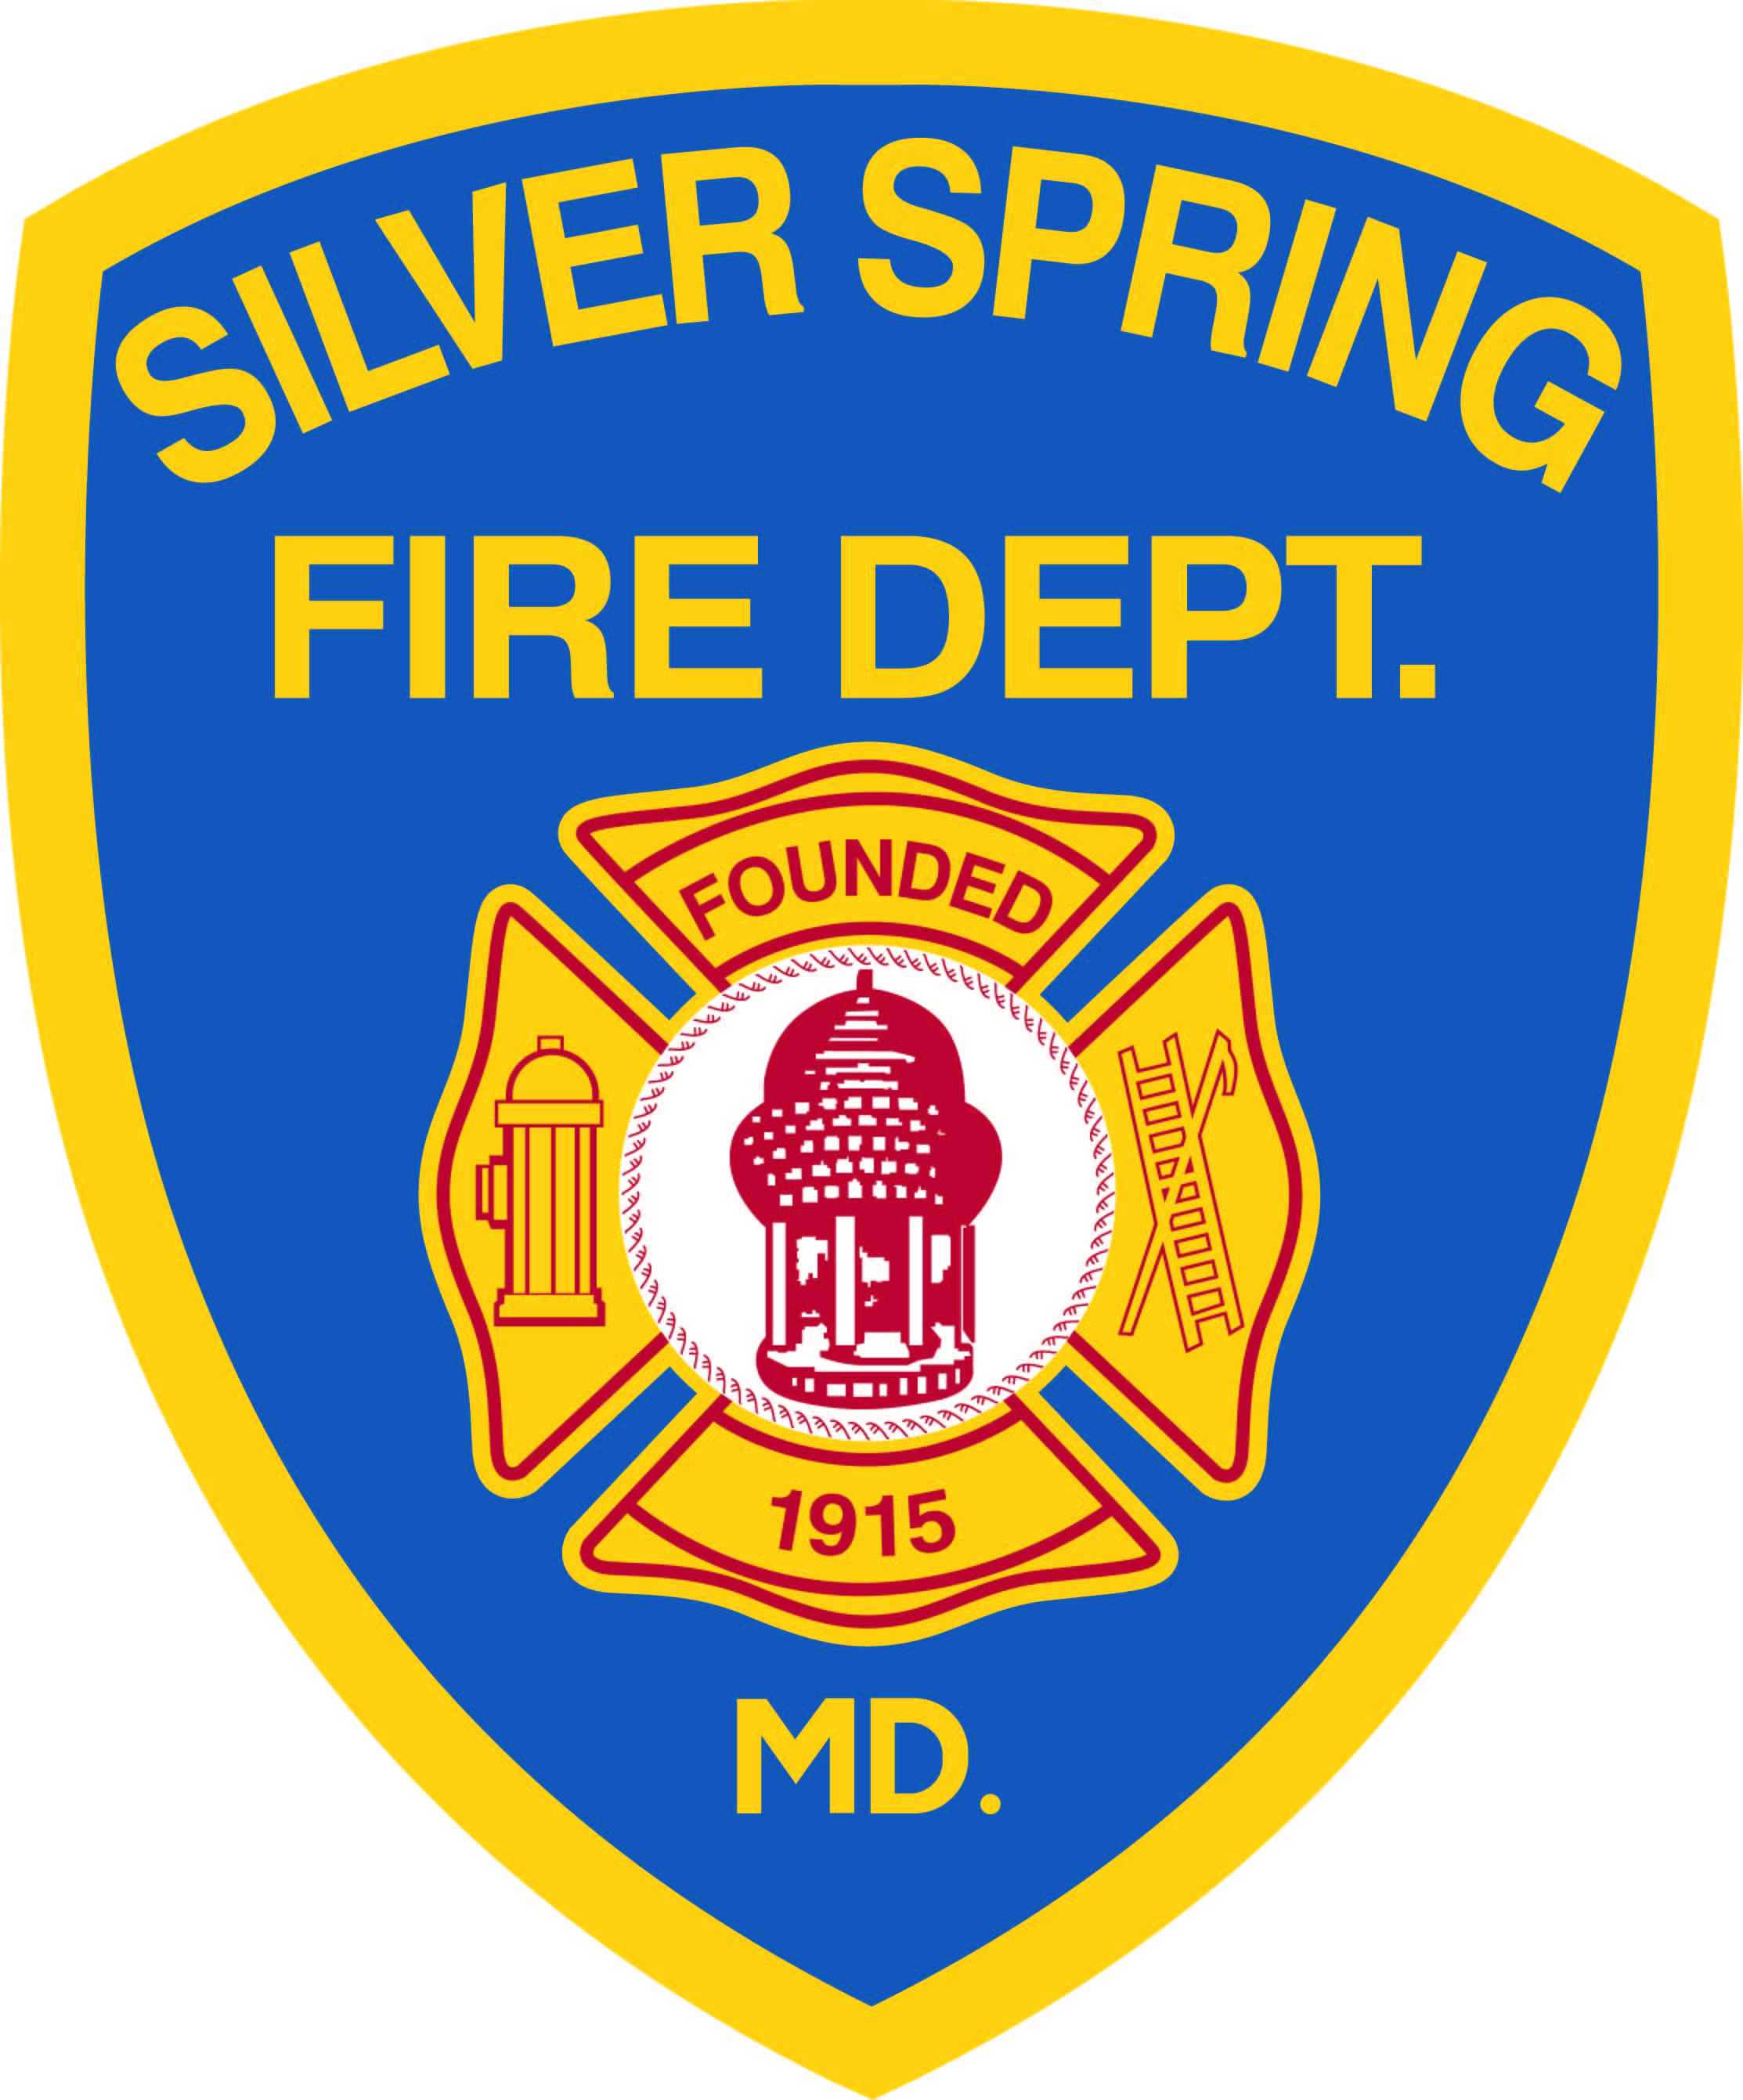 SILVER SPRING
FIRE DEPT.
FOUNDED
1915
MD.